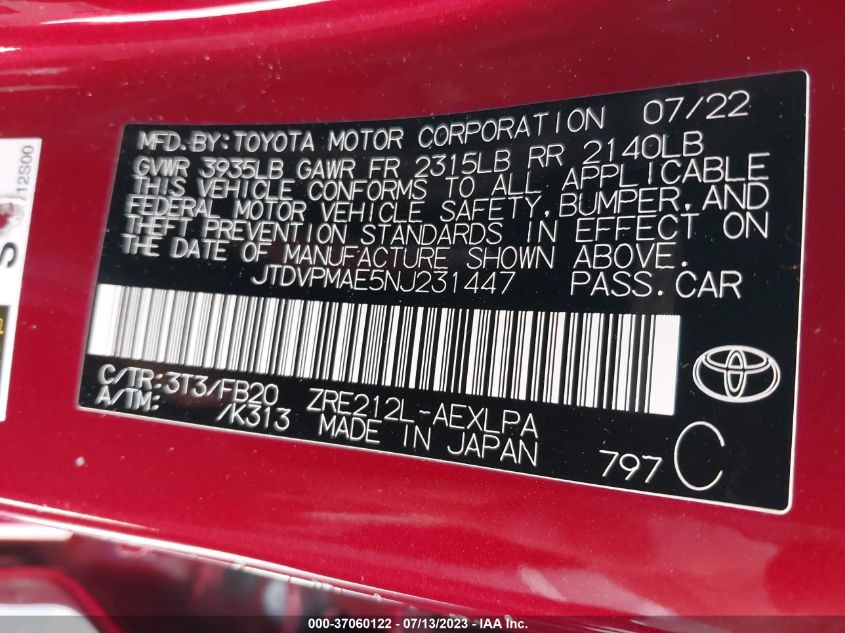 12S00
S
07/22
MFD. BY: TOYOTA MOTOR CORPORATION
GVWR 3935LB GAWR FR 2315LB RR 2140LB
THIS VEHICLE CONFORMS TO ALL APPLICABLE
FEDERAL MOTOR VEHICLE SAFETY, BUMPER, AND
THEFT PREVENTION STANDARDS IN EFFECT ON
THE DATE OF MANUFACTURE SHOWN ABOVE.
JTDVPMAE5NJ231447 PASS. CAR
C/TR: 3T3/FB20 ZRE212L-AEXLPA
A/TM: /K313 MADE IN JAPAN
797 C
000-37060122 - 07/13/2023 - IAA Inc.